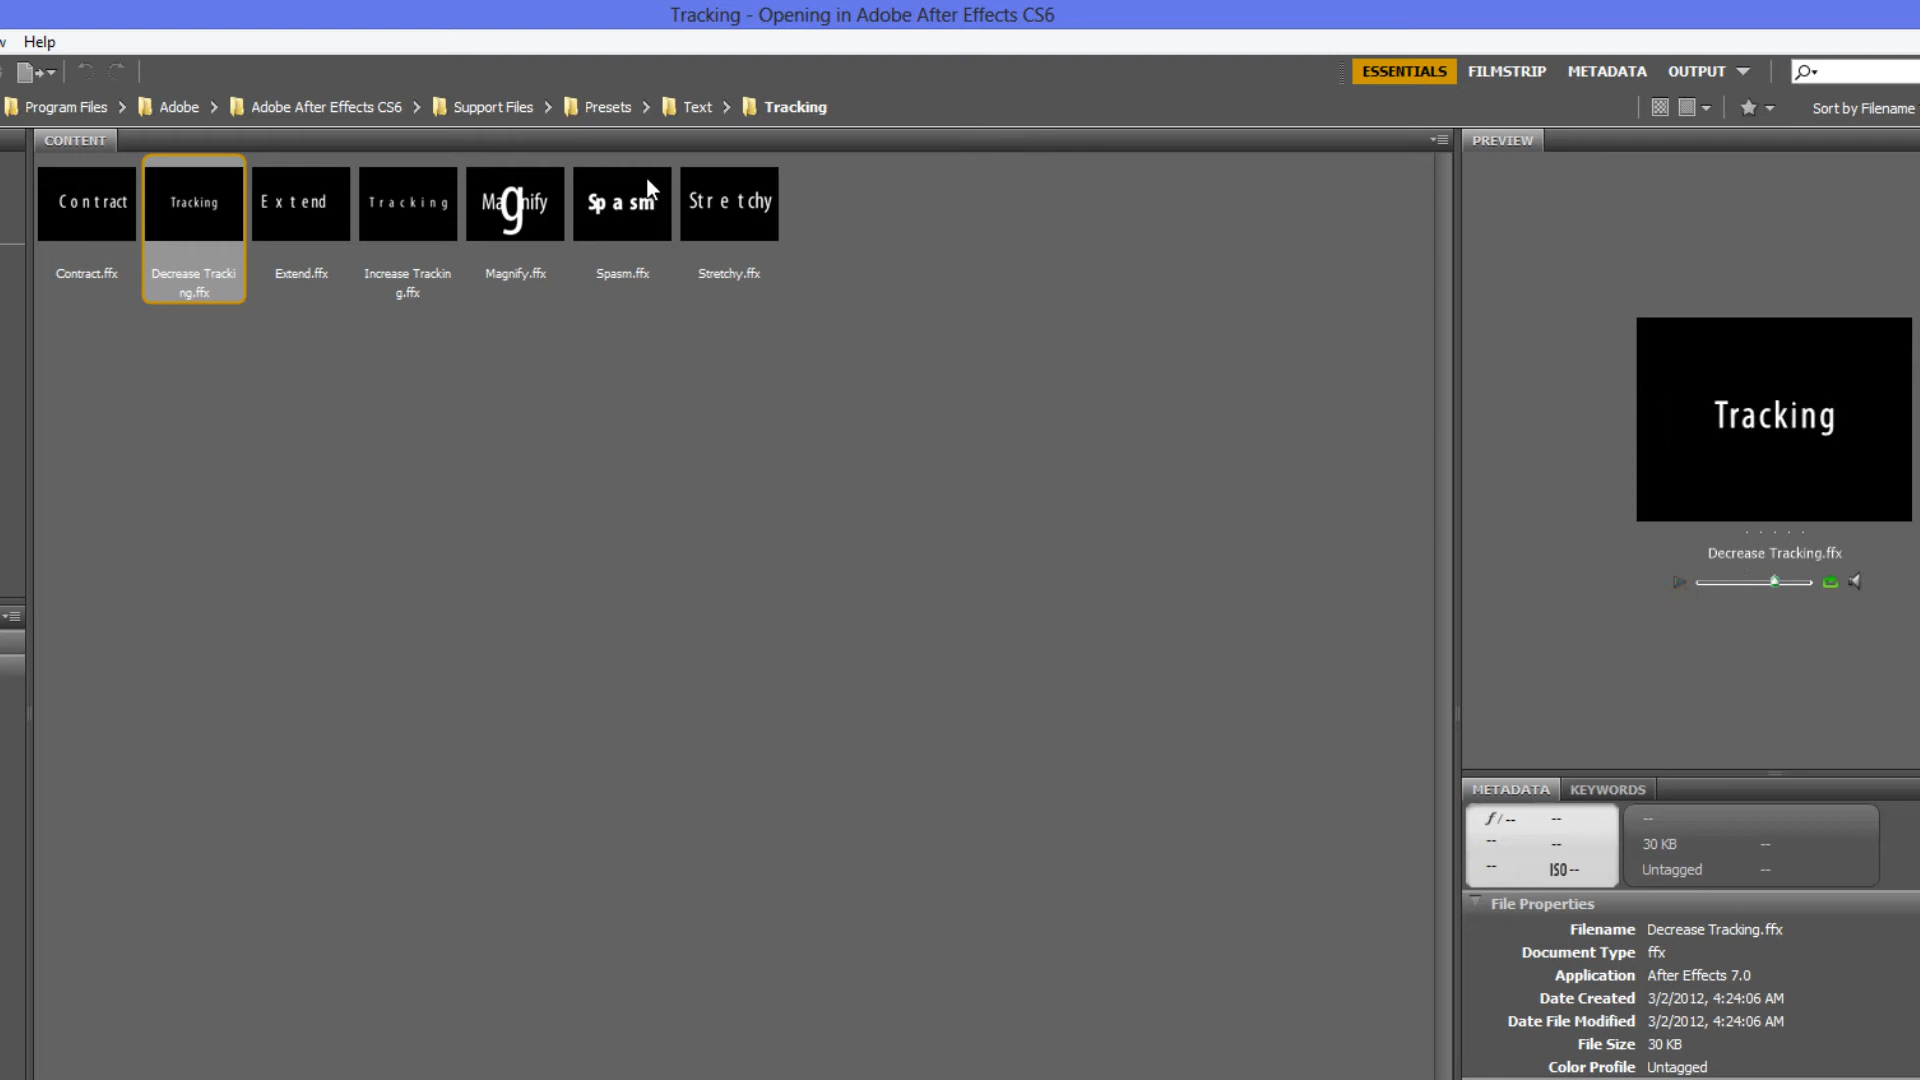 Tracking - Opening in Adobe After Effects CS6
Help
ESSENTIALS FILMSTRIP METADATA OUTPUT
Program Files Adobe Adobe After Effects CS6 Support Files Presets Text Tracking
Sort by Filename
CONTENT
PREVIEW
Contract
Tracking
Extend
Tracking
Magnify
Spasm
Stretchy
Contract.ffx
Decrease Tracki
ng.ffx
Extend.ffx
Increase Trackin
g.ffx
Magnify.ffx
Spasm.ffx
Stretchy.ffx
Tracking
Decrease Tracking.ffx
METADATA KEYWORDS
f/-- --
-- --
-- ISO --
--
30 KB --
Untagged --
File Properties
Filename Decrease Tracking.ffx
Document Type ffx
Application After Effects 7.0
Date Created 3/2/2012, 4:24:06 AM
Date File Modified 3/2/2012, 4:24:06 AM
File Size 30 KB
Color Profile Untagged